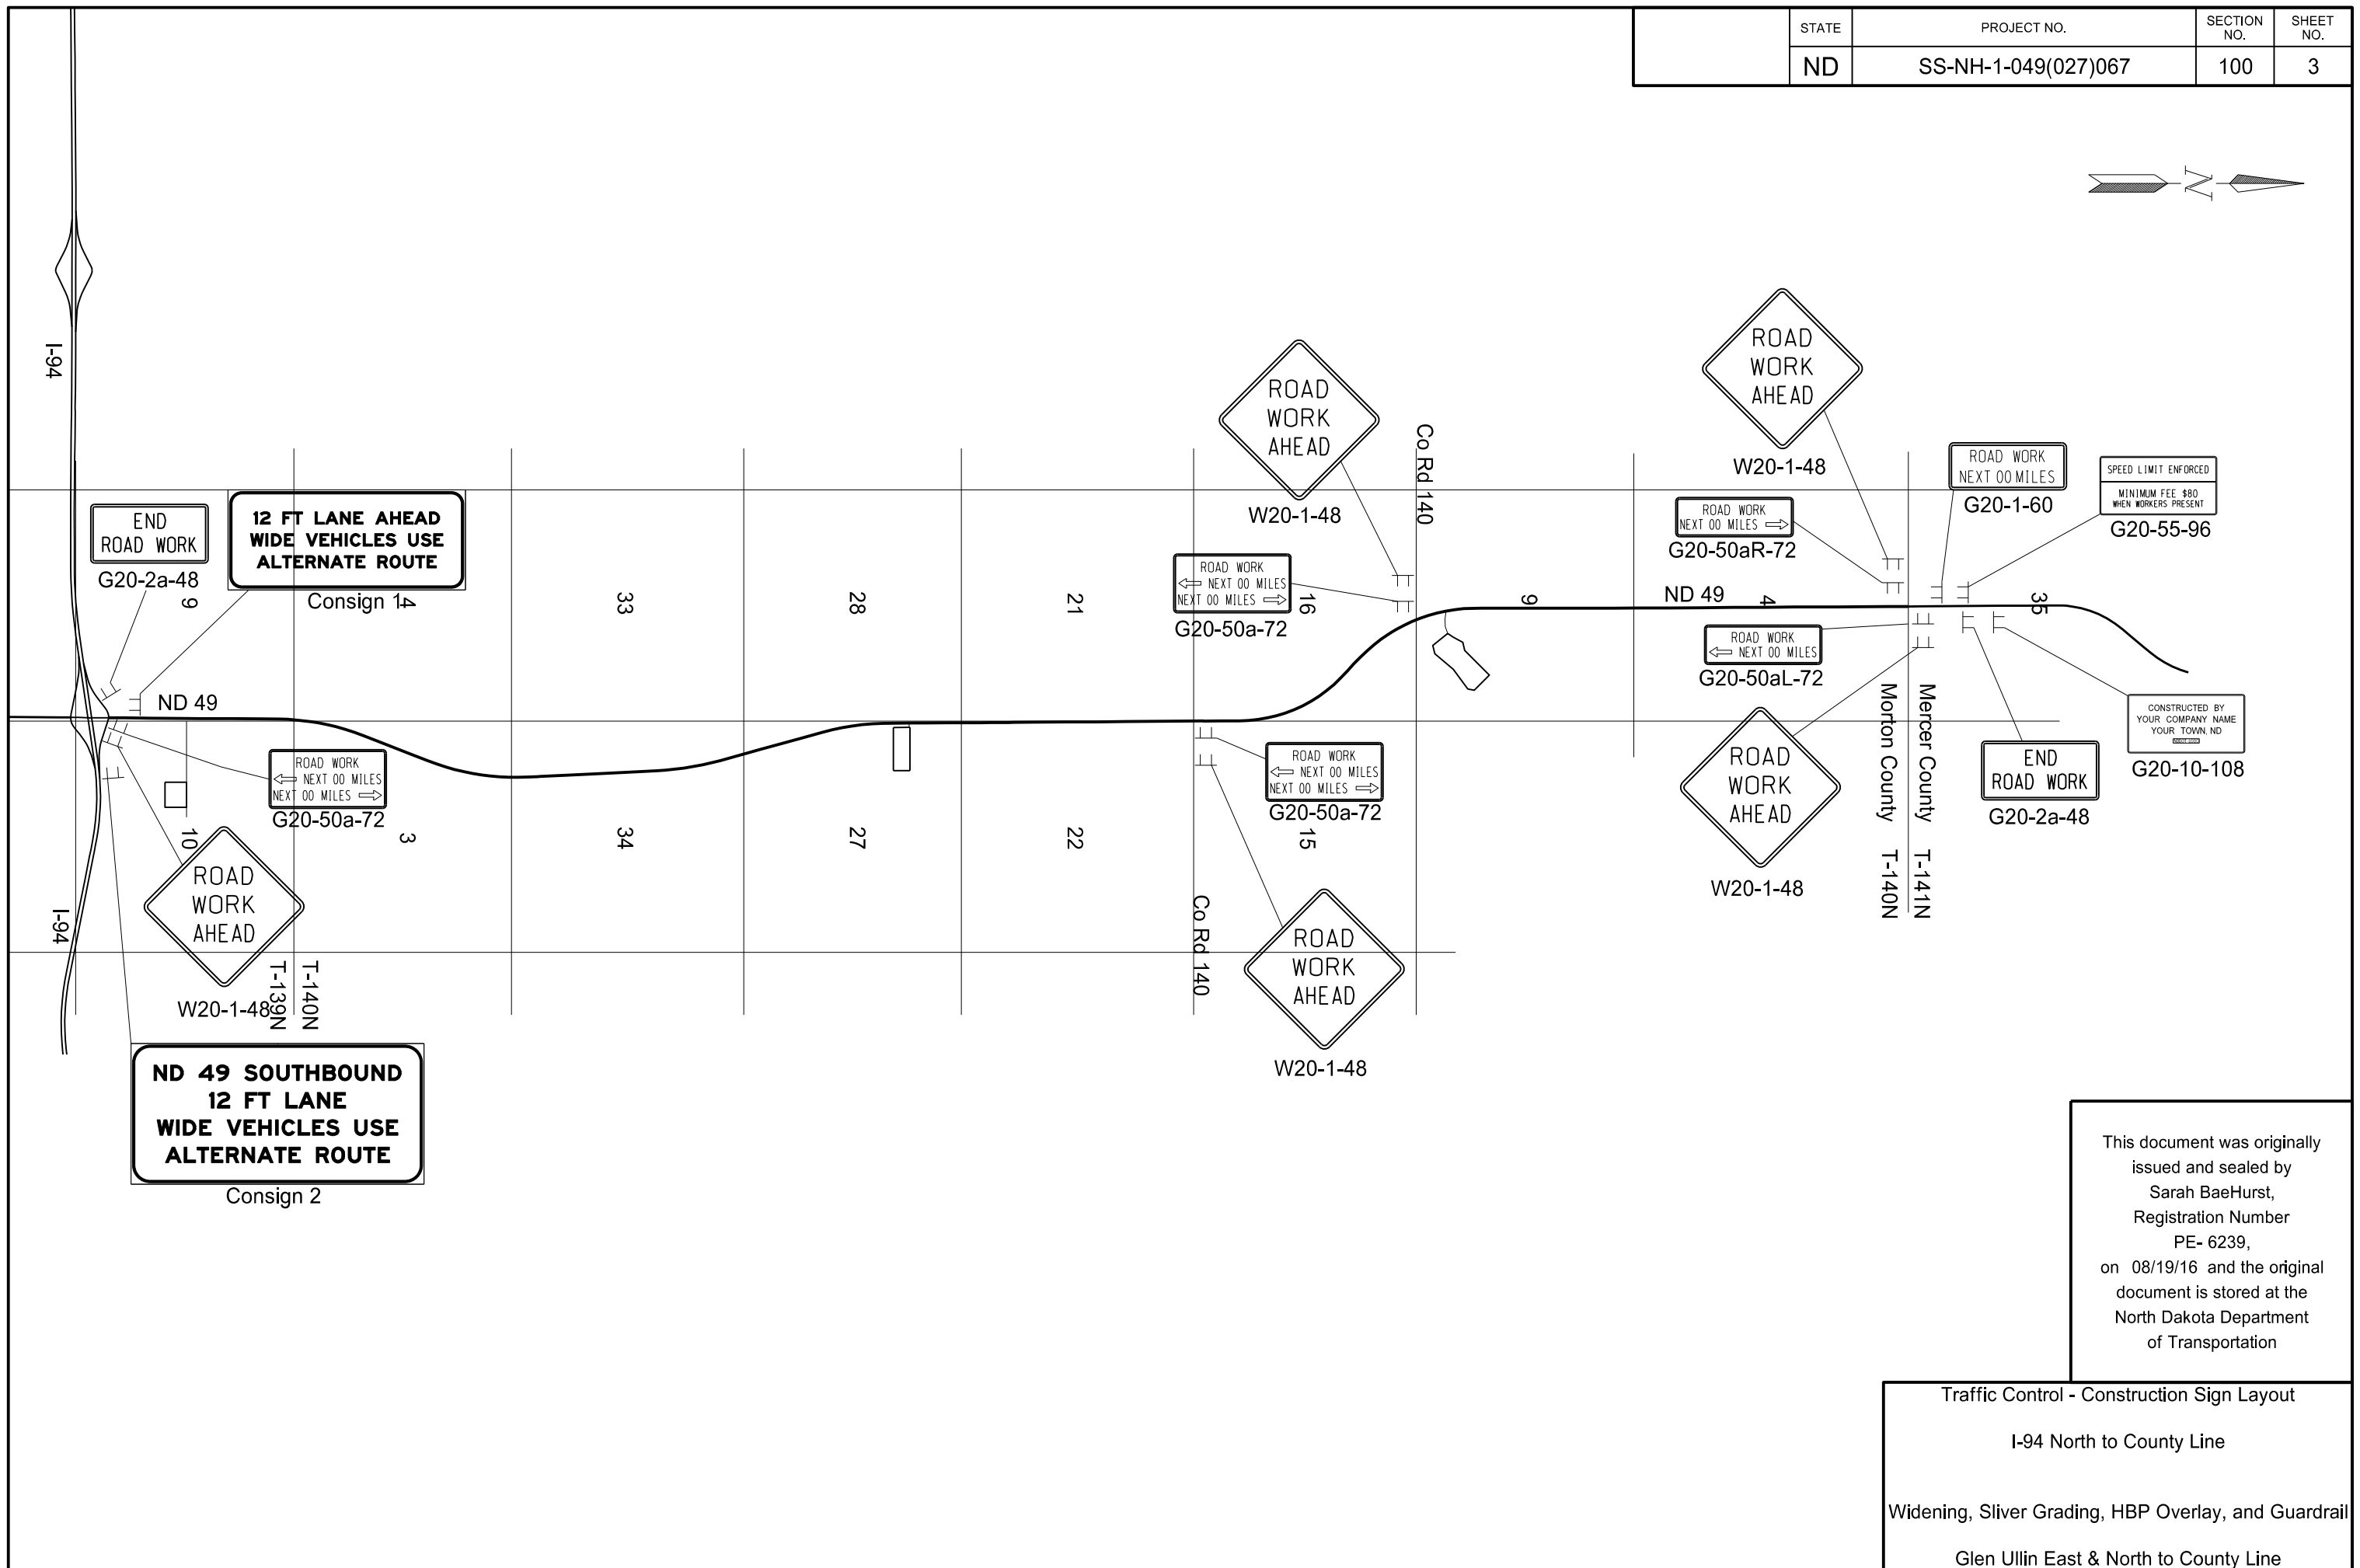 STATE
PROJECT NO.
SECTION
NO.
SHEET
NO.
ND
SS-NH-1-049(027)067
100
3
N
I-94
ROAD
WORK
AHEAD
W20-1-48
ROAD
WORK
AHEAD
W20-1-48
Co Rd 140
ROAD WORK
NEXT 00 MILES
G20-1-60
SPEED LIMIT ENFORCED
MINIMUM FEE $80
WHEN WORKERS PRESENT
G20-55-96
END
ROAD WORK
G20-2a-48
12 FT LANE AHEAD
WIDE VEHICLES USE
ALTERNATE ROUTE
Consign 1
ROAD WORK
NEXT 00 MILES
G20-50aR-72
ROAD WORK
NEXT 00 MILES
NEXT 00 MILES
G20-50a-72
9
4
33
28
21
16
9
ND 49
4
35
ROAD WORK
NEXT 00 MILES
G20-50aL-72
ND 49
Morton County
Mercer County
CONSTRUCTED BY
YOUR COMPANY NAME
YOUR TOWN, ND
G20-10-108
END
ROAD WORK
G20-2a-48
ROAD WORK
NEXT 00 MILES
NEXT 00 MILES
G20-50a-72
ROAD WORK
NEXT 00 MILES
NEXT 00 MILES
G20-50a-72
ROAD
WORK
AHEAD
W20-1-48
10
3
34
27
22
15
T-140N
T-141N
I-94
ROAD
WORK
AHEAD
W20-1-48
T-139N
T-140N
Co Rd 140
ROAD
WORK
AHEAD
W20-1-48
ND 49 SOUTHBOUND
12 FT LANE
WIDE VEHICLES USE
ALTERNATE ROUTE
Consign 2
This document was originally
issued and sealed by
Sarah BaeHurst,
Registration Number
PE- 6239,
on 08/19/16 and the original
document is stored at the
North Dakota Department
of Transportation
Traffic Control - Construction Sign Layout
I-94 North to County Line
Widening, Sliver Grading, HBP Overlay, and Guardrail
Glen Ullin East & North to County Line